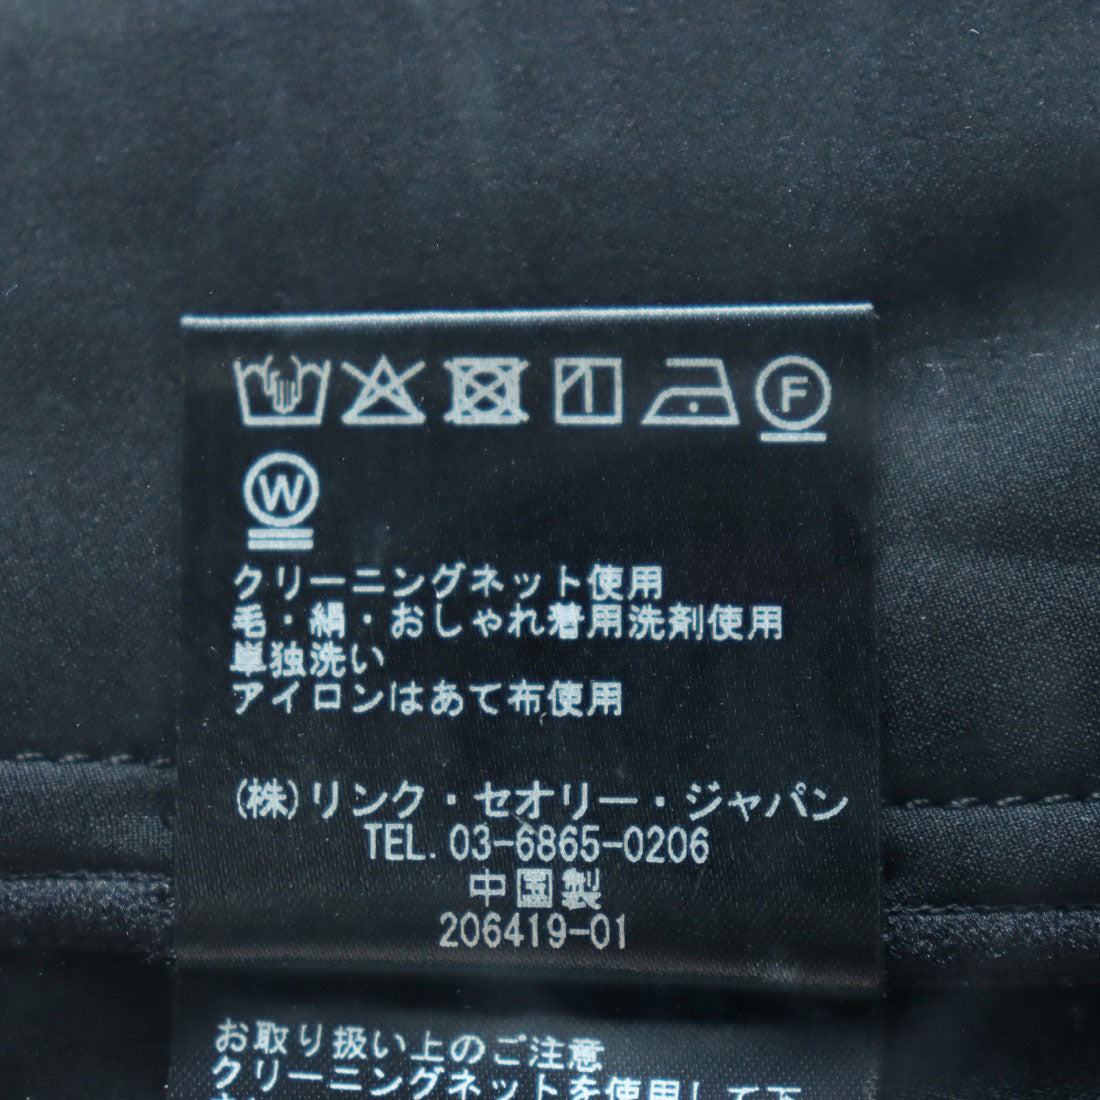 F
W
クリーニングネット使用
毛・絹・おしゃれ着用洗剤使用
単独洗い
アイロンはあて布使用
(株)リンク・セオリー・ジャパン
TEL. 03-6865-0206
中国製
206419-01
お取り扱い上のご注意
クリーニングネットを使用して下